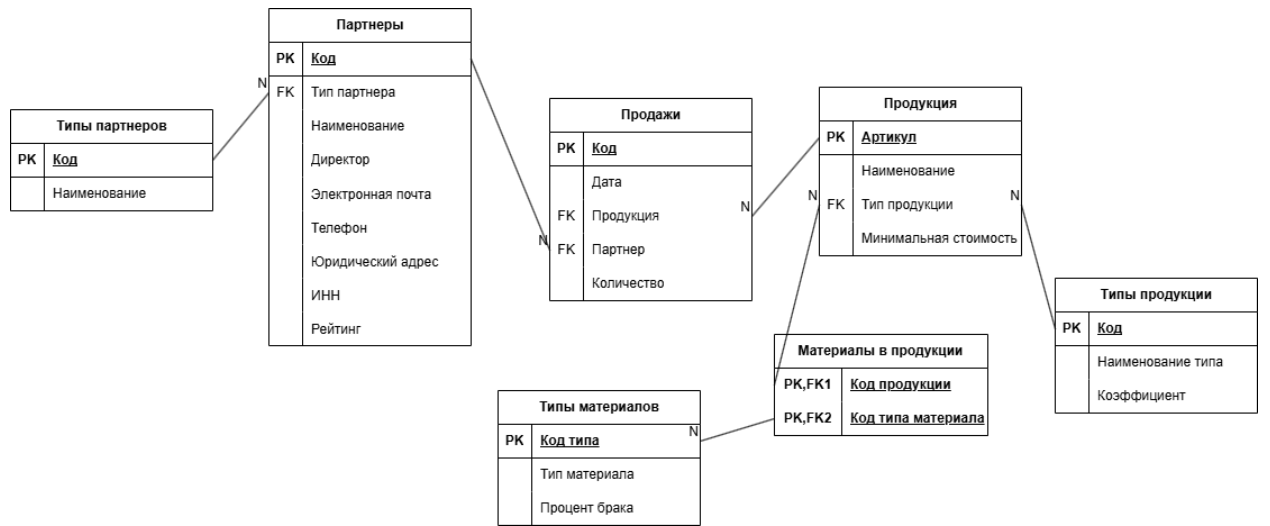 Партнеры
PK Код
N
FK Тип партнера
Наименование
Директор
Электронная почта
Телефон
Юридический адрес
ИНН
Рейтинг
Типы партнеров
PK Код
Наименование
Продажи
PK Код
Дата
FK Продукция N
N FK Партнер
Количество
Продукция
PK Артикул
Наименование
N FK Тип продукции N
Минимальная стоимость
Типы продукции
PK Код
Наименование типа
Коэффициент
Материалы в продукции
PK,FK1 Код продукции
PK,FK2 Код типа материала
Типы материалов
PK Код типа N
Тип материала
Процент брака